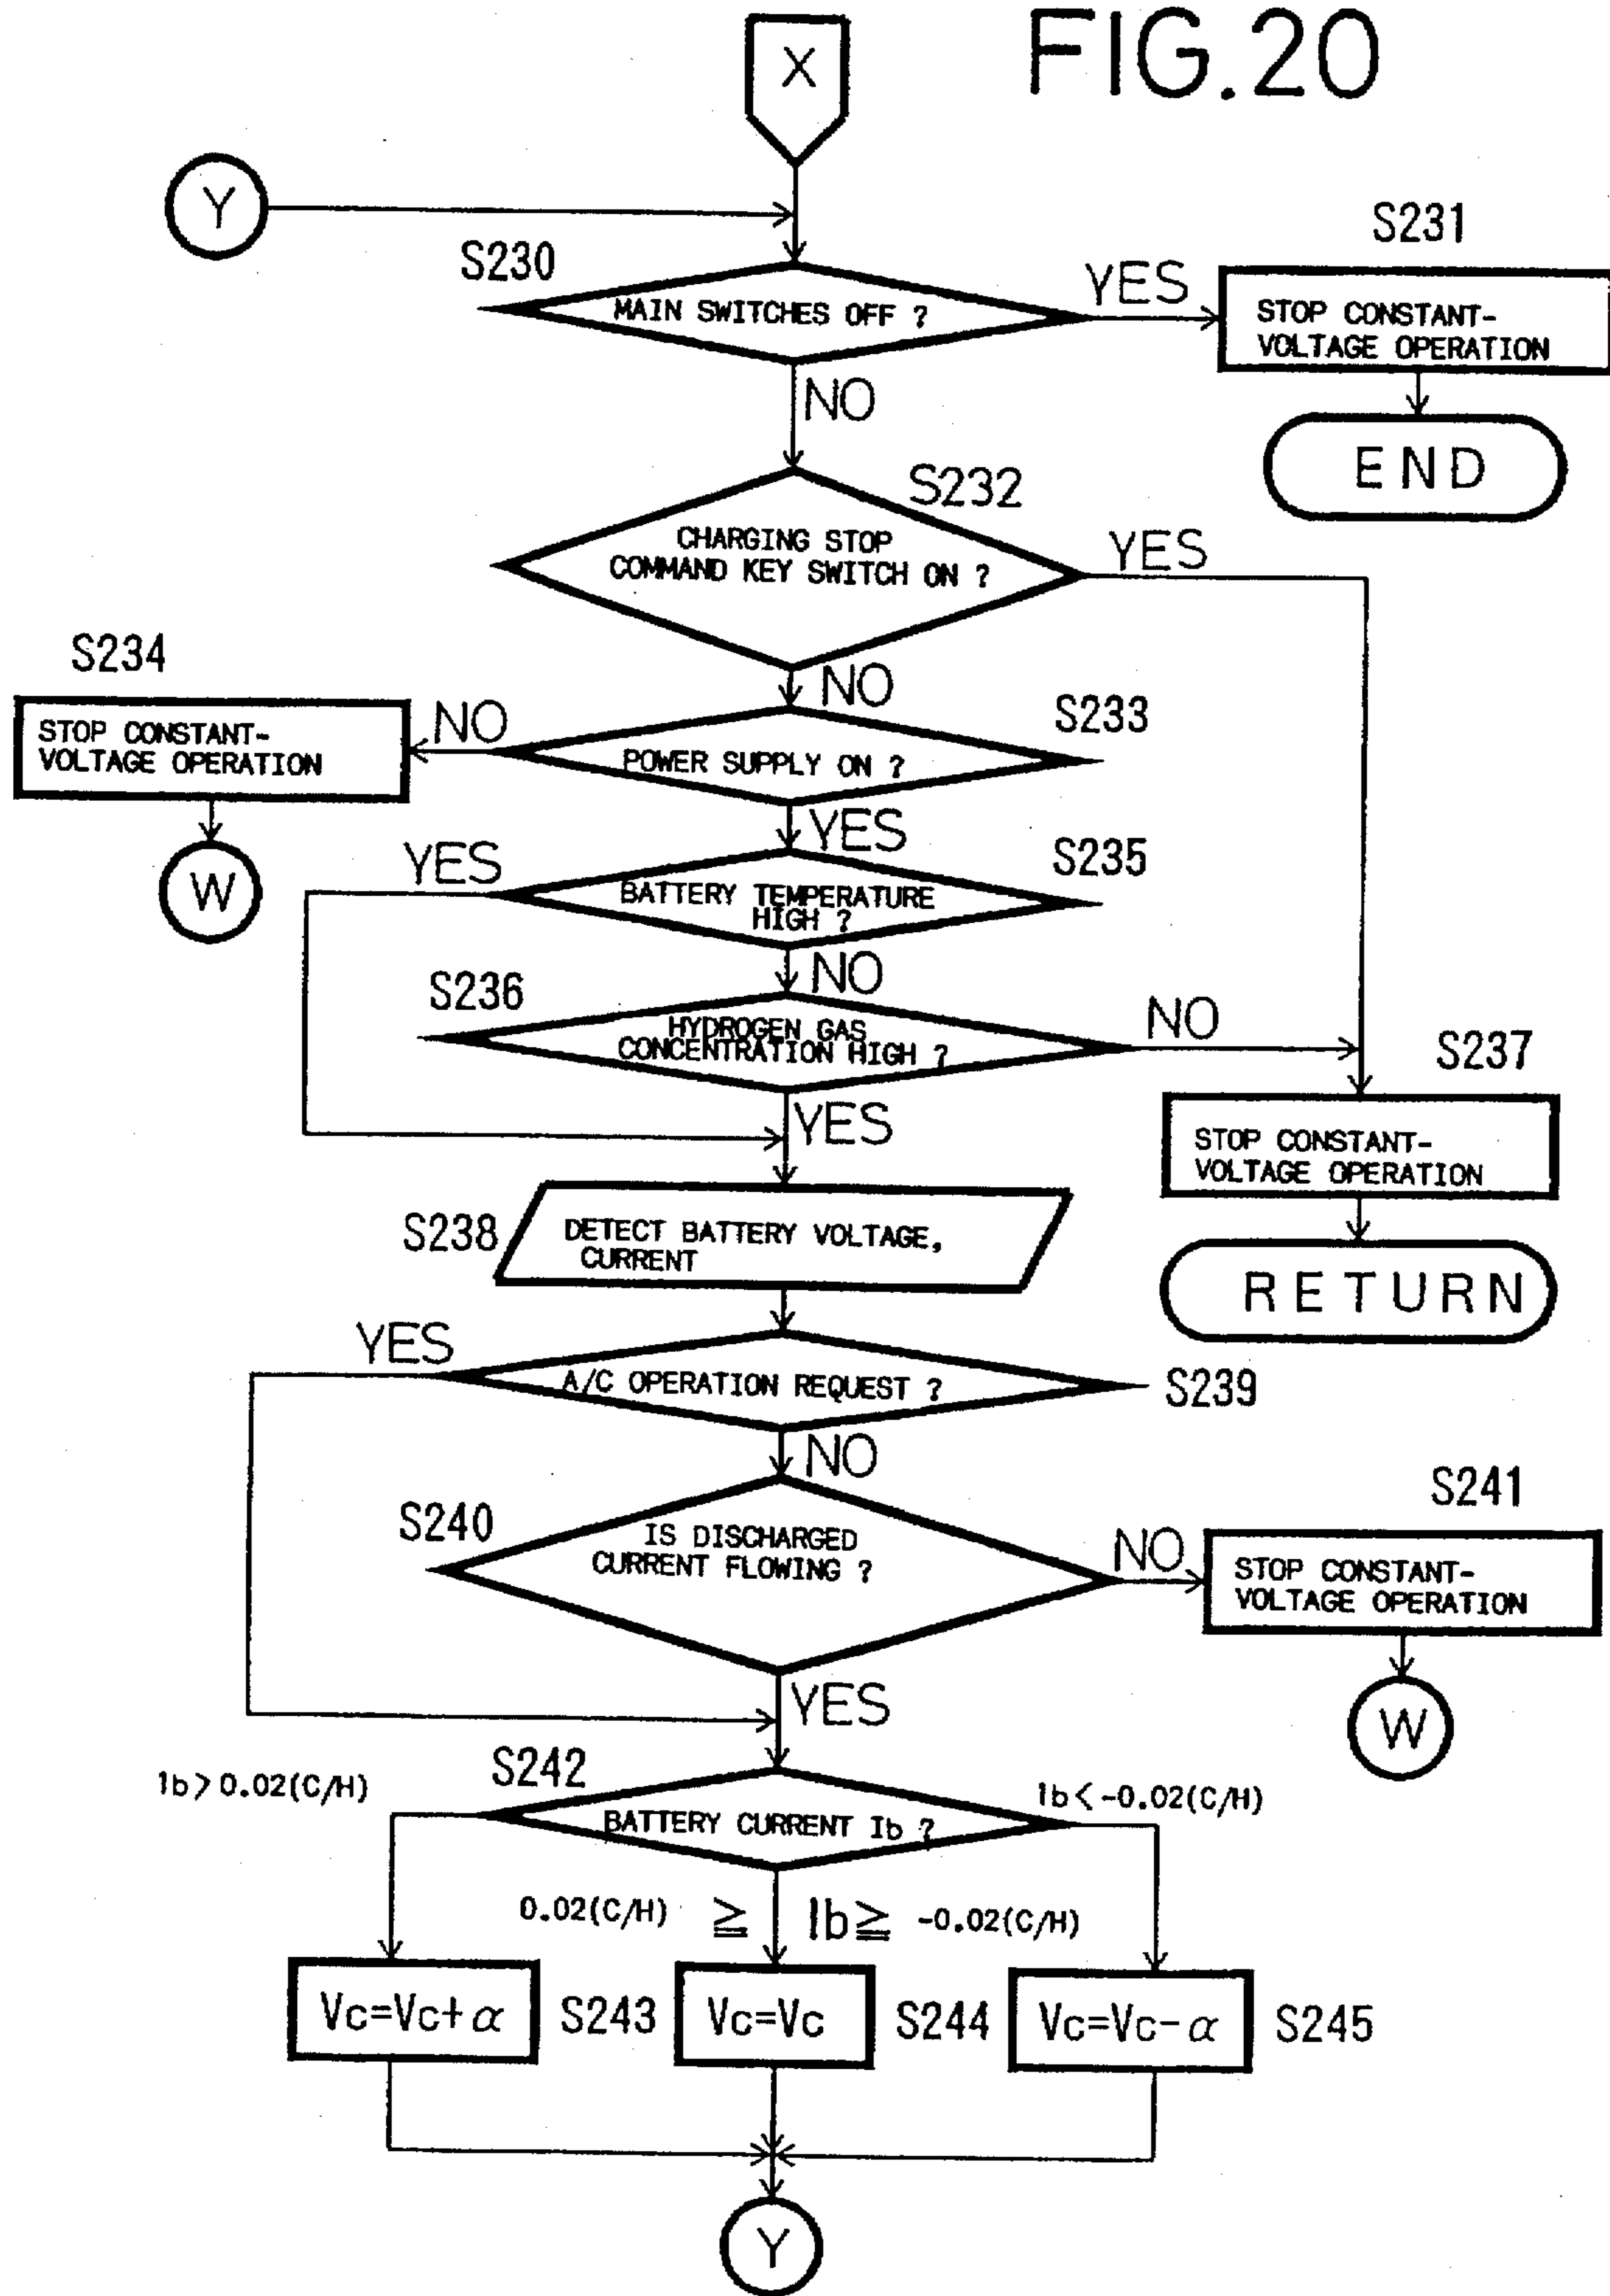 FIG.20
X
Y
S230
MAIN SWITCHES OFF ?
YES
S231
STOP CONSTANT-
VOLTAGE OPERATION
NO
END
S232
CHARGING STOP
COMMAND KEY SWITCH ON ?
YES
S234
NO
STOP CONSTANT-
VOLTAGE OPERATION
NO
S233
POWER SUPPLY ON ?
W
YES
YES
S235
BATTERY TEMPERATURE
HIGH ?
NO
S236
HYDROGEN GAS
CONCENTRATION HIGH ?
NO
S237
YES
STOP CONSTANT-
VOLTAGE OPERATION
S238
DETECT BATTERY VOLTAGE,
CURRENT
RETURN
YES
A/C OPERATION REQUEST ?
S239
NO
S240
IS DISCHARGED
CURRENT FLOWING ?
NO
S241
STOP CONSTANT-
VOLTAGE OPERATION
YES
W
S242
Ib>0.02(C/H)
BATTERY CURRENT Ib ?
Ib<-0.02(C/H)
0.02(C/H) ≧ Ib≧ -0.02(C/H)
Vc=Vc+α
S243
Vc=Vc
S244
Vc=Vc-α
S245
Y